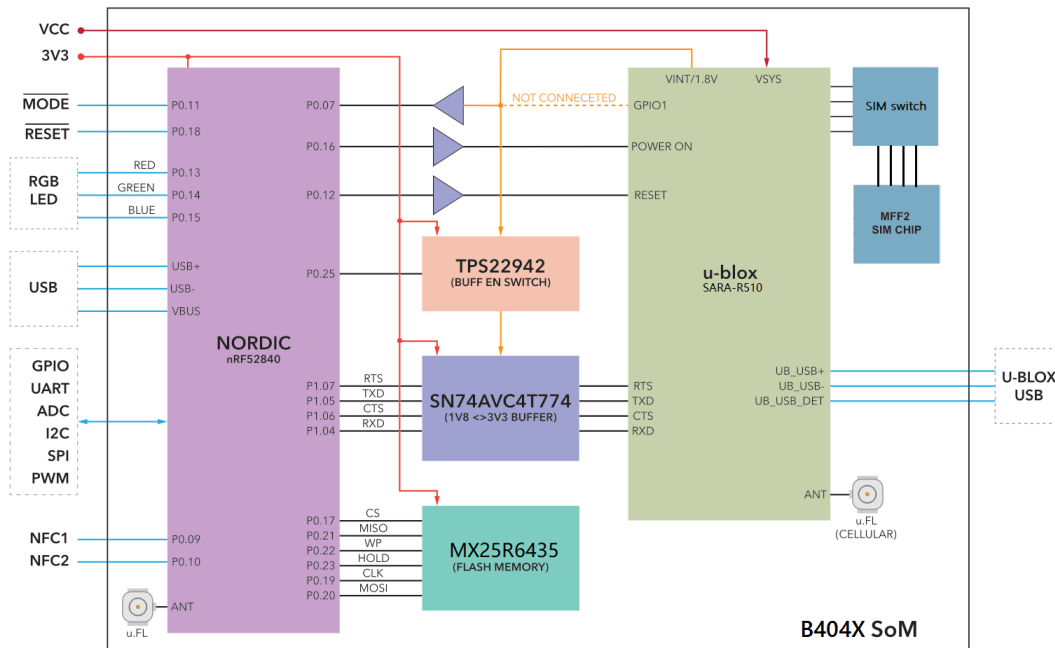 VCC
3V3
MODE
RESET
RGB
LED
RED
GREEN
BLUE
USB
GPIO
UART
ADC
I2C
SPI
PWM
NFC1
NFC2
u.FL
P0.11
P0.18
P0.13
P0.14
P0.15
USB+
USB-
VBUS
NORDIC
nRF52840
P0.09
P0.10
ANT
P0.07
P0.16
P0.12
P0.25
P1.07
P1.05
P1.06
P1.04
P0.17
P0.21
P0.22
P0.23
P0.19
P0.20
RTS
TXD
CTS
RXD
CS
MISO
WP
HOLD
CLK
MOSI
NOT CONNECETED
TPS22942
(BUFF EN SWITCH)
SN74AVC4T774
(1V8 <>3V3 BUFFER)
MX25R6435
(FLASH MEMORY)
VINT/1.8V
VSYS
GPIO1
POWER ON
RESET
u-blox
SARA-R510
RTS
TXD
CTS
RXD
UB_USB+
UB_USB-
UB_USB_DET
ANT
SIM switch
MFF2
SIM CHIP
U-BLOX
USB
u.FL
(CELLULAR)
B404X SoM